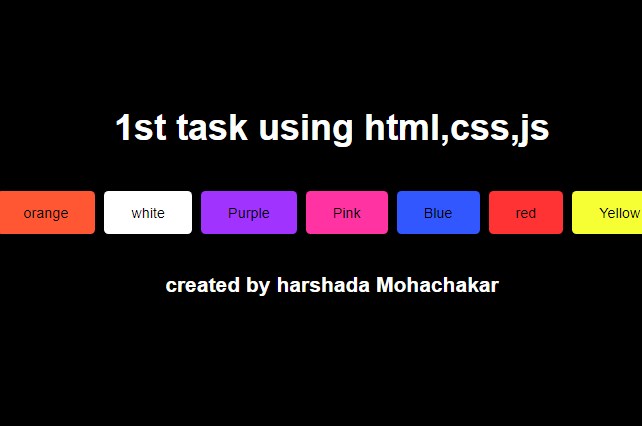 1st task using html,css,js
orange white Purple Pink Blue red Yellow
created by harshada Mohachakar